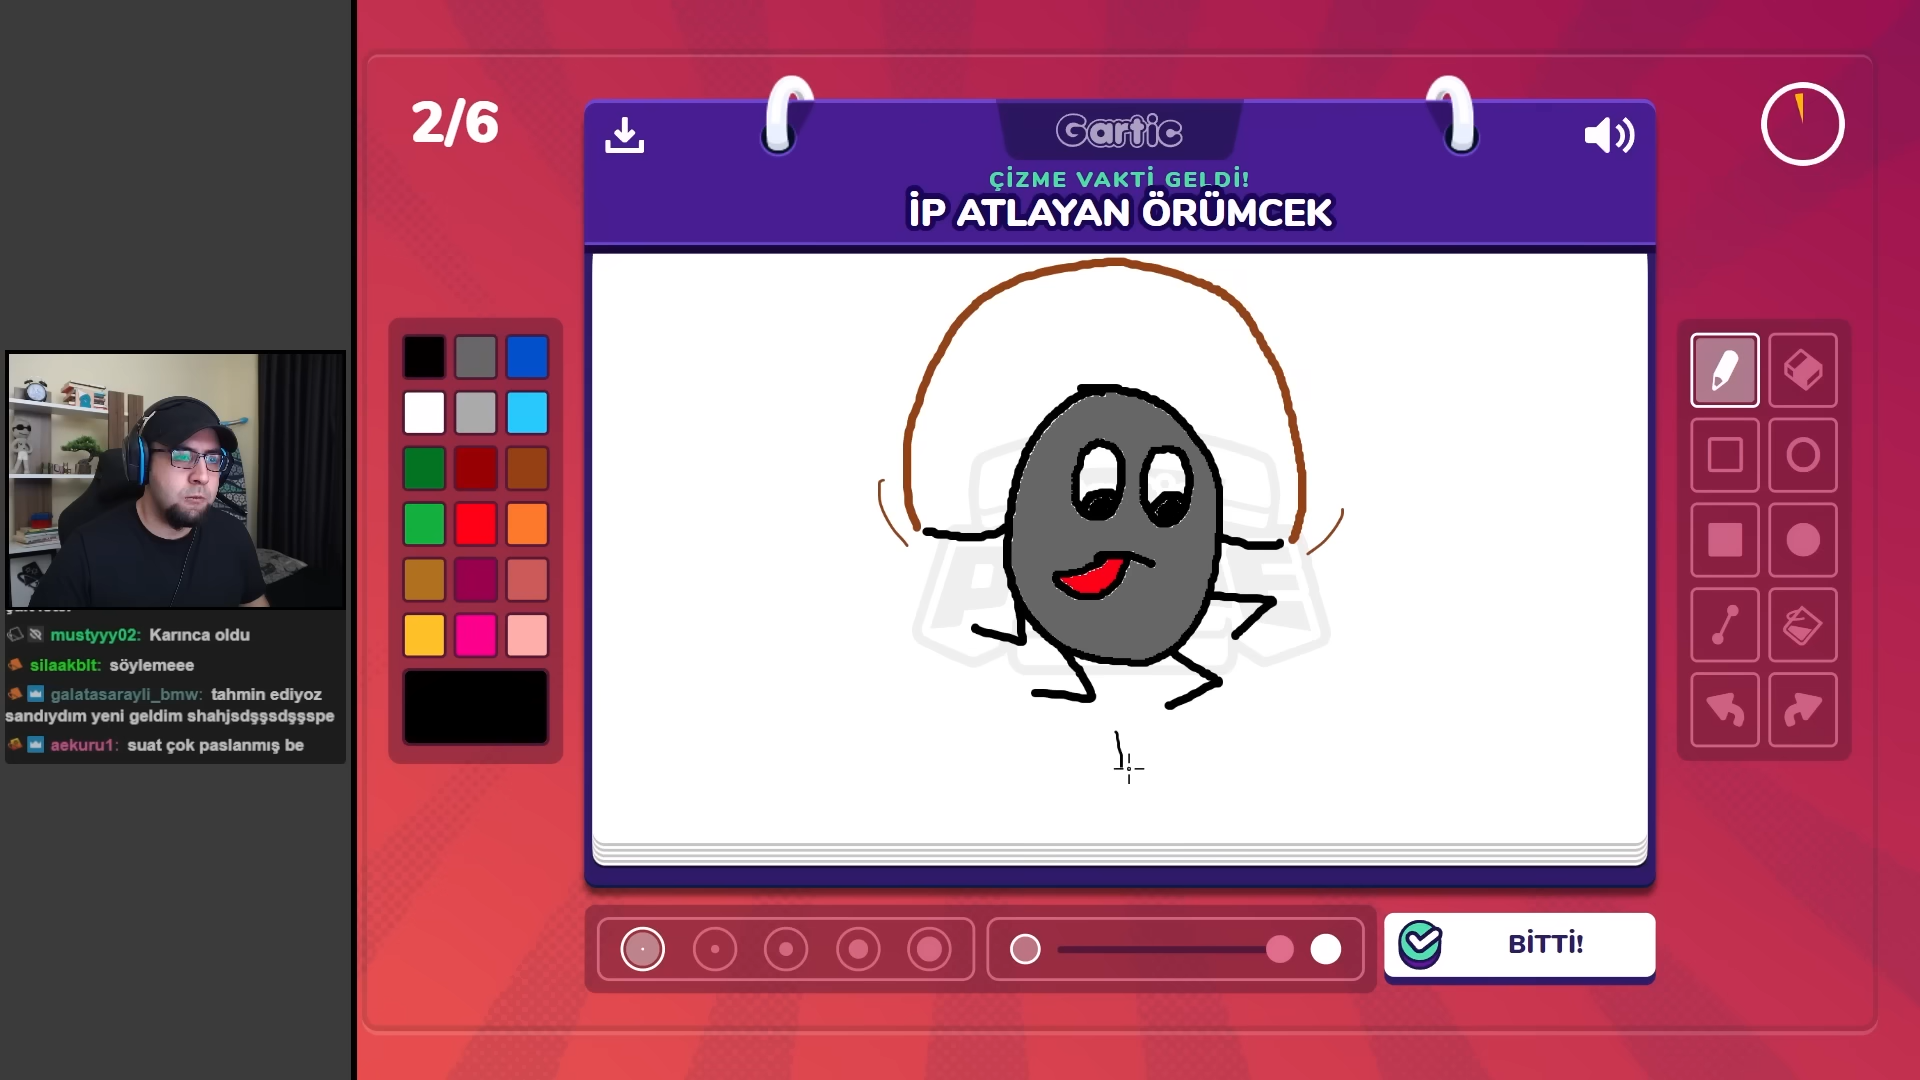 2/6
Gartic
ÇİZME VAKTİ GELDİ!
İP ATLAYAN ÖRÜMCEK
mustyyy02: Karınca oldu
silaakblt: söylemeee
galatasarayli_bmw: tahmin ediyoz
sandıydım yeni geldim shahjsdşşsdşşspe
aekuru1: suat çok paslanmış be
BİTTİ!